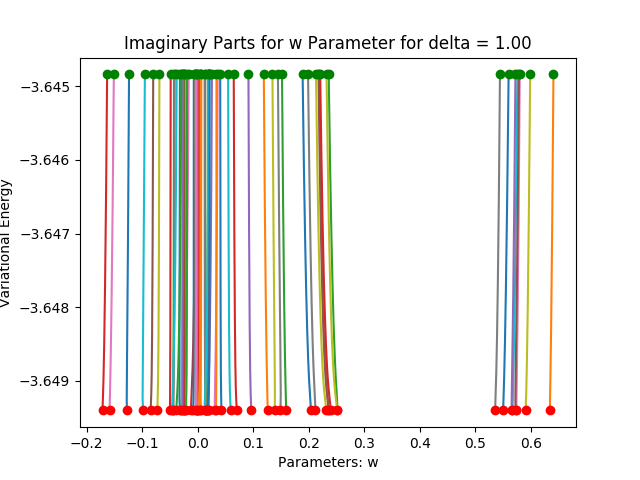 Imaginary Parts for w Parameter for delta = 1.00
Variational Energy
−3.645
−3.646
−3.647
−3.648
−3.649
−0.2 −0.1 0.0 0.1 0.2 0.3 0.4 0.5 0.6
Parameters: w